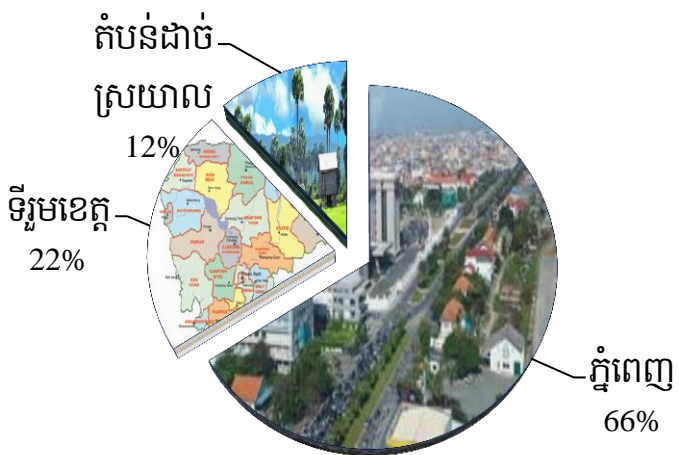 តំបន់ដាច់
ស្រយាល
12%
ទីរួមខេត្ត
22%
ភ្នំពេញ
66%